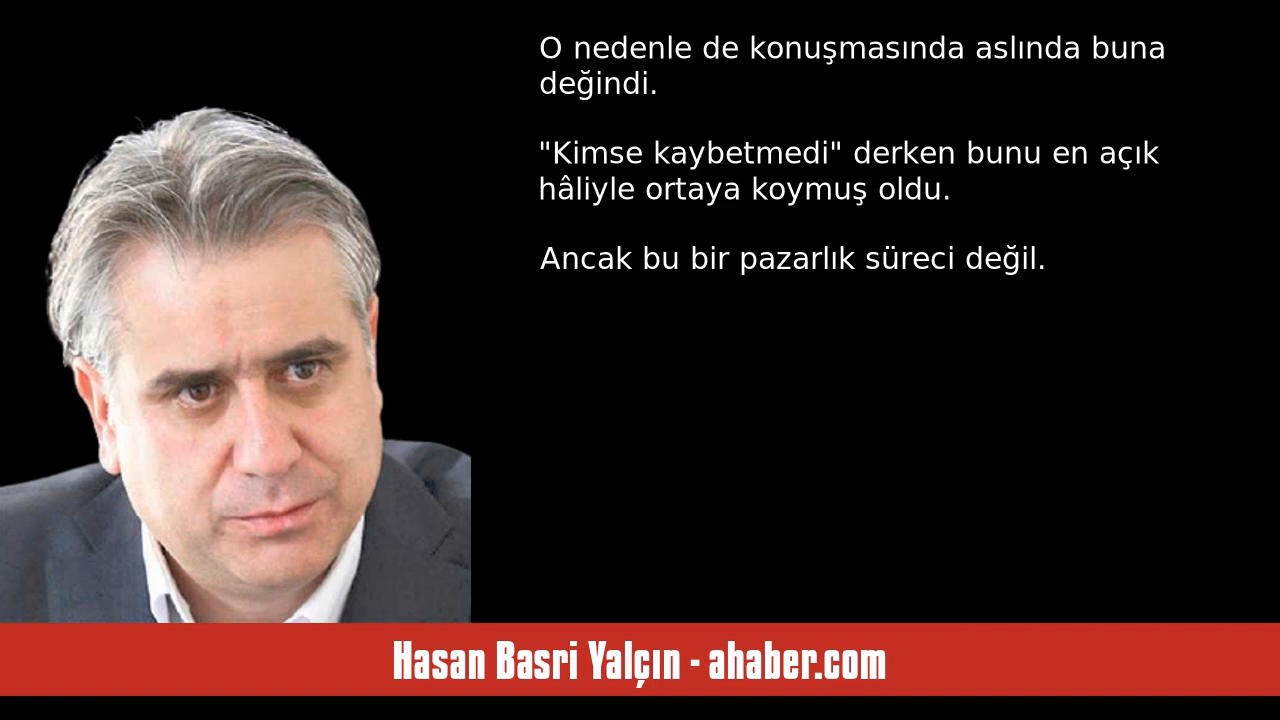 O nedenle de konuşmasında aslında buna
değindi.
"Kimse kaybetmedi" derken bunu en açık
hâliyle ortaya koymuş oldu.
Ancak bu bir pazarlık süreci değil.
Hasan Basri Yalçın - ahaber.com